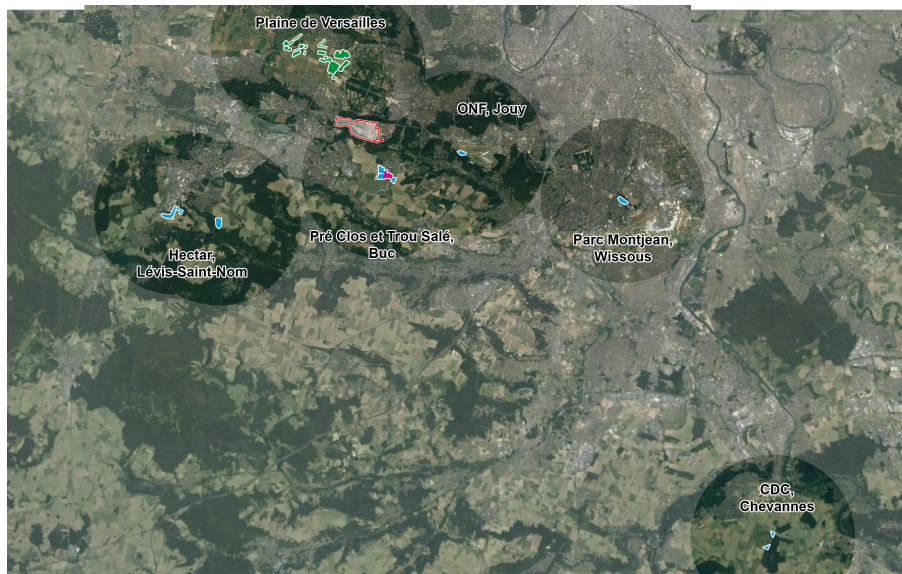 Plaine de Versailles
ONF, Jouy
Pré Clos et Trou Salé,
Buc
Parc Montjean,
Wissous
Hectar,
Lévis-Saint-Nom
CDC,
Chevannes